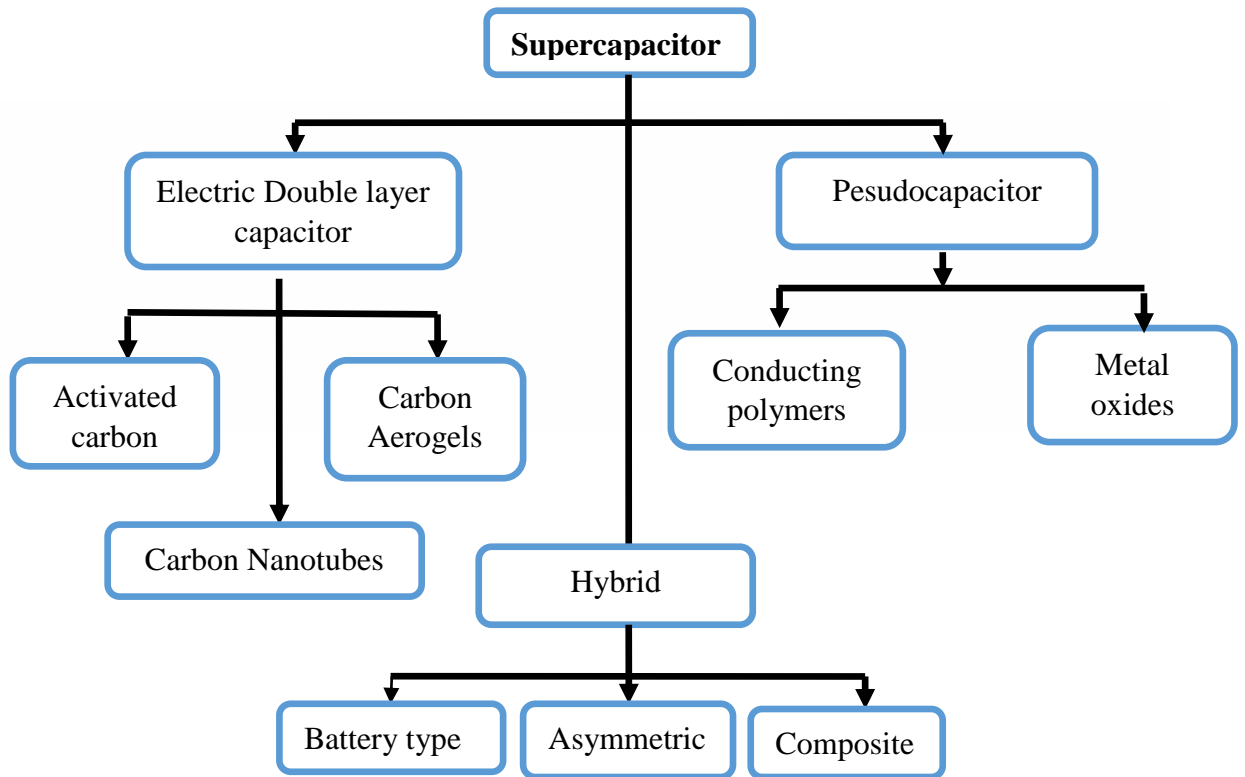 Supercapacitor
Electric Double layer
capacitor
Pesudocapacitor
Activated
carbon
Carbon
Aerogels
Conducting
polymers
Metal
oxides
Carbon Nanotubes
Hybrid
Battery type
Asymmetric
Composite